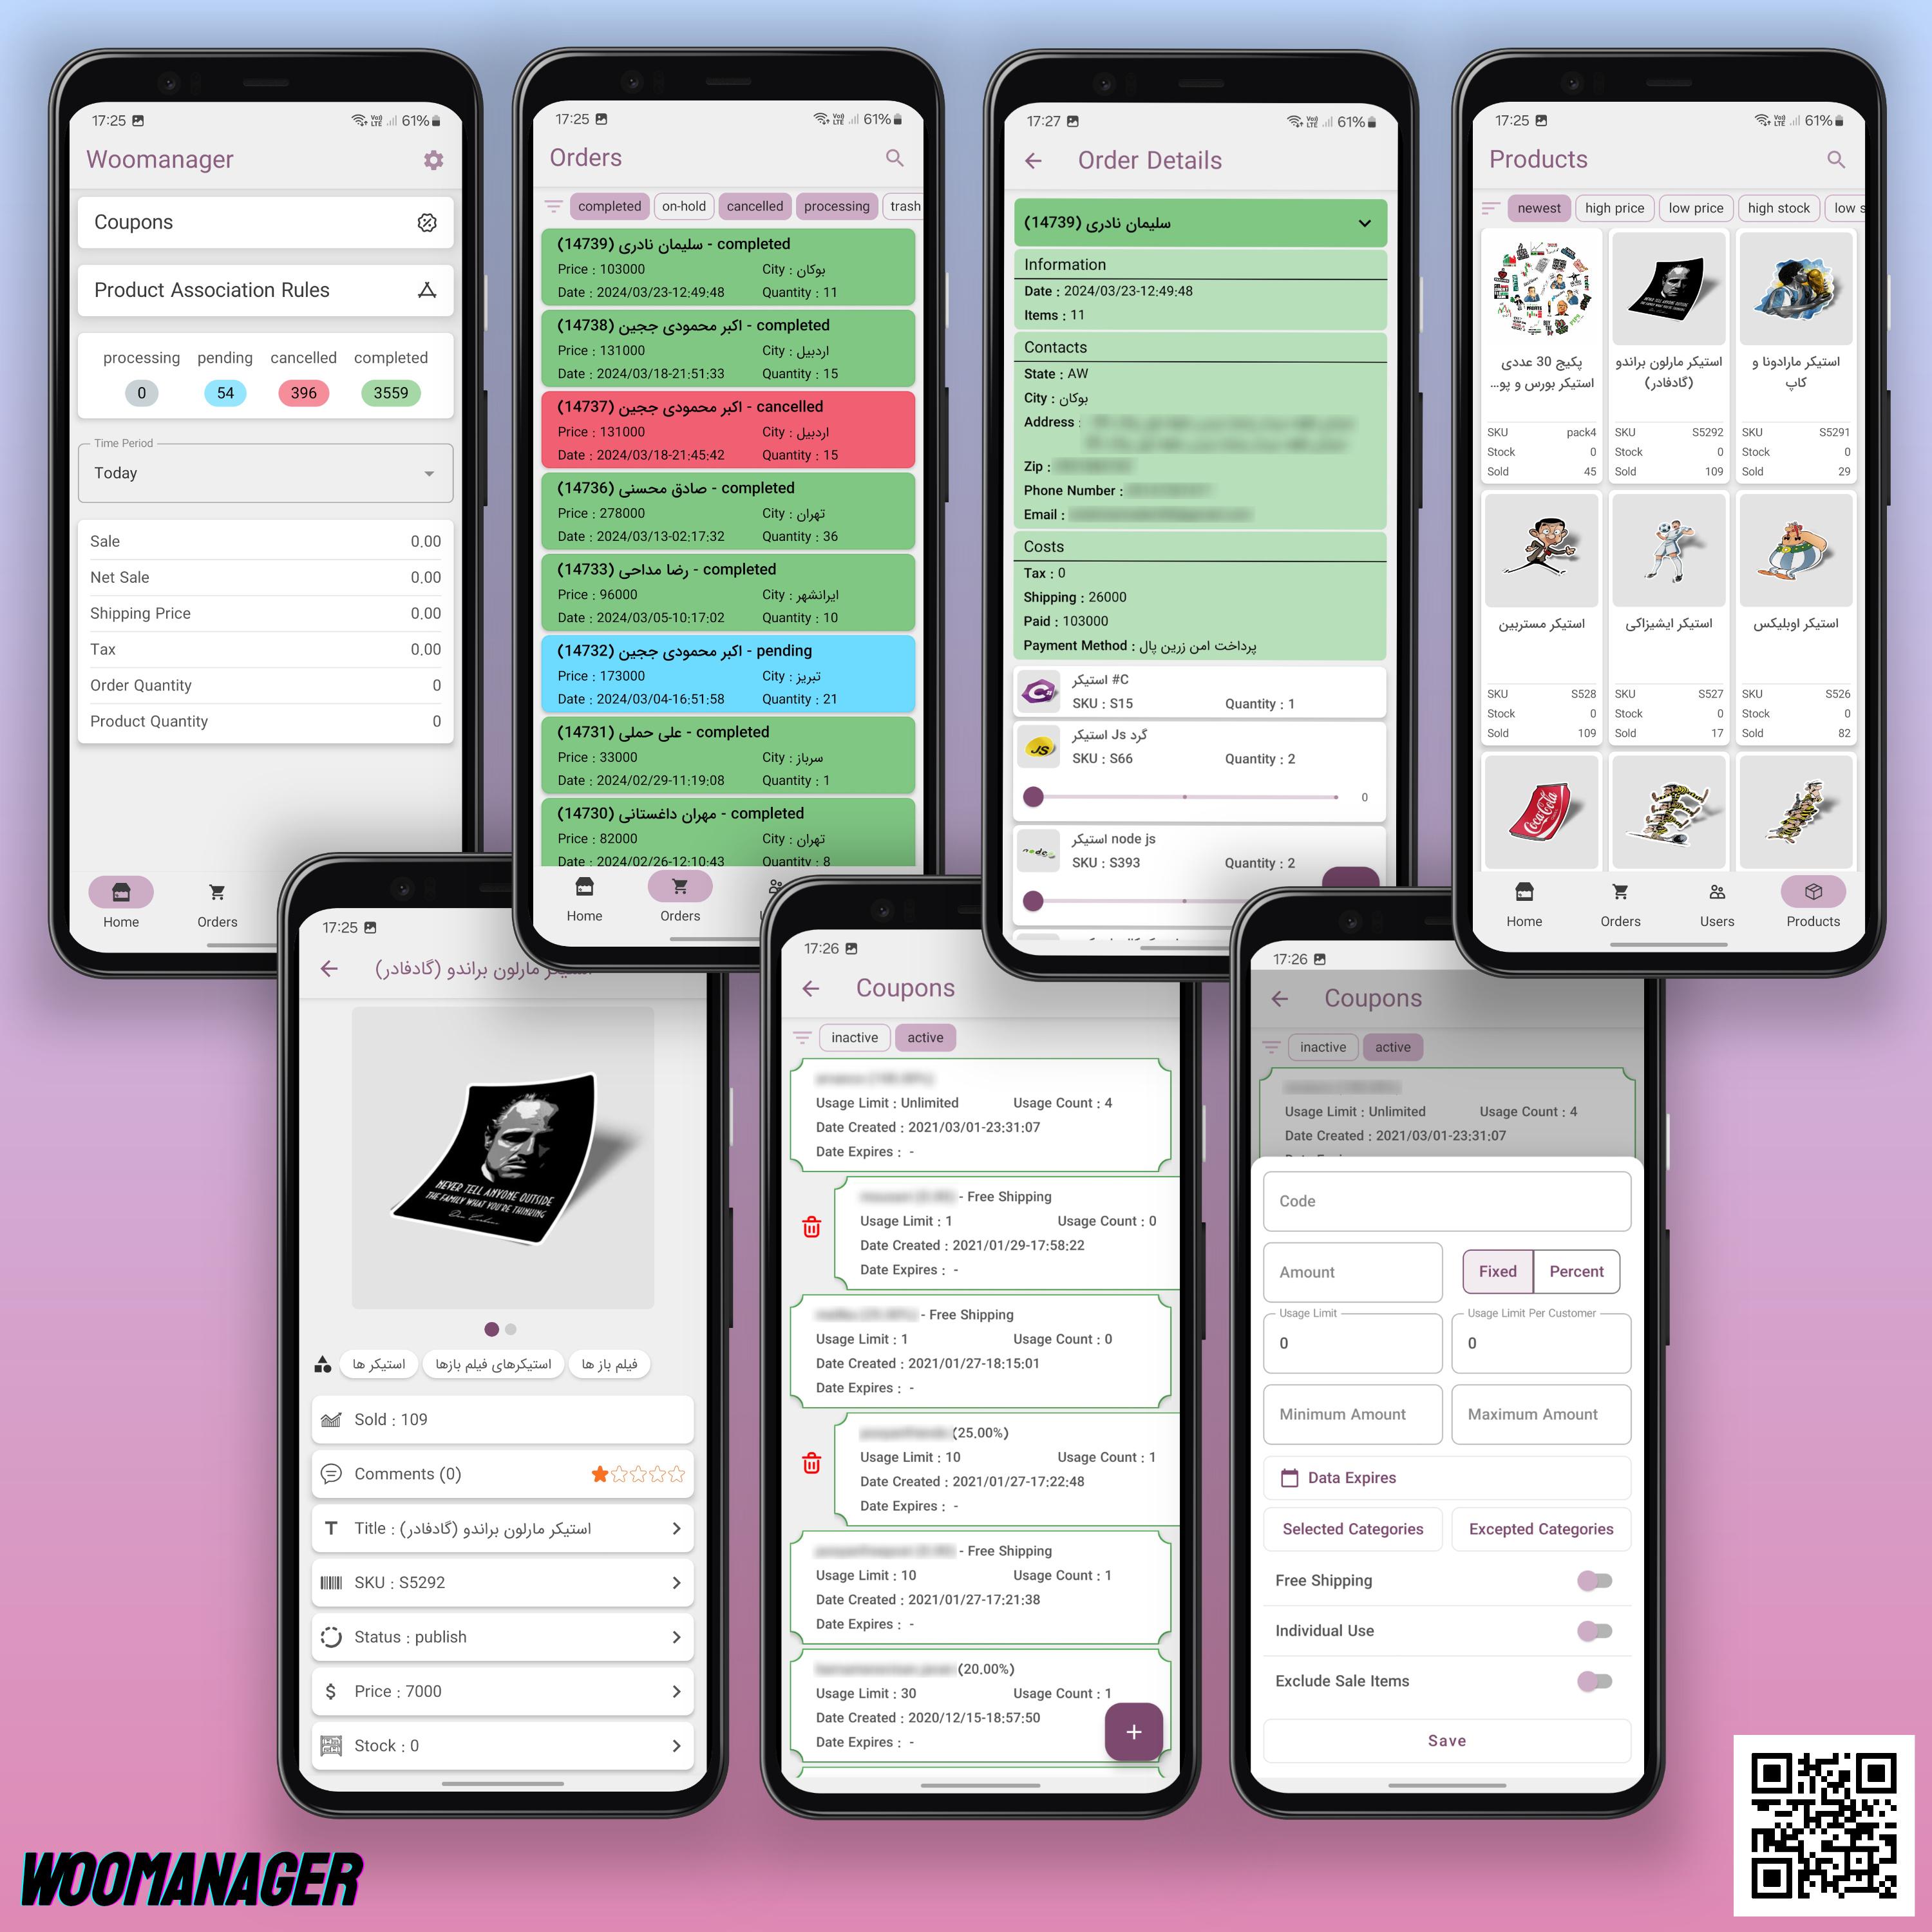 17:25
VoJ) LTE 61%
Woomanager
Coupons
Product Association Rules
processing pending cancelled completed
0 54 396 3559
Time Period
Today
Sale 0.00
Net Sale 0.00
Shipping Price 0.00
Tax 0.00
Order Quantity 0
Product Quantity 0
Home Orders
17:25
VoJ) LTE 61%
Orders
completed on-hold cancelled processing trash
(14739) سلیمان نادری - completed
Price : 103000 City : بوکان
Date : 2024/03/23-12:49:48 Quantity : 11
(14738) اکبر محمودی ججین - completed
Price : 131000 City : اردبیل
Date : 2024/03/18-21:51:33 Quantity : 15
(14737) اکبر محمودی ججین - cancelled
Price : 131000 City : اردبیل
Date : 2024/03/18-21:45:42 Quantity : 15
(14736) صادق محسنی - completed
Price : 278000 City : تهران
Date : 2024/03/13-02:17:32 Quantity : 36
(14733) رضا مداحی - completed
Price : 96000 City : ایرانشهر
Date : 2024/03/05-10:17:02 Quantity : 10
(14732) اکبر محمودی ججین - pending
Price : 173000 City : تبریز
Date : 2024/03/04-16:51:58 Quantity : 21
(14731) علی حملی - completed
Price : 33000 City : سرباز
Date : 2024/02/29-11:19:08 Quantity : 1
(14730) مهران داغستانی - completed
Price : 82000 City : تهران
Date : 2024/02/26-12:10:43 Quantity : 8
Home Orders
17:27
VoJ) LTE 61%
Order Details
(14739) سلیمان نادری
Information
Date : 2024/03/23-12:49:48
Items : 11
Contacts
State : AW
City : بوکان
Address :
Zip :
Phone Number :
Email :
Costs
Tax : 0
Shipping : 26000
Paid : 103000
Payment Method : پرداخت امن زرین پال
استیکر C#
SKU : S15 Quantity : 1
استیکر Js گرد
JS
SKU : S66 Quantity : 2
0
استیکر node js
node
SKU : S393 Quantity : 2
17:25
VoJ) LTE 61%
Products
newest high price low price high stock low s
پکیج 30 عددی
استیکر بورس و پو...
SKU pack4
Stock 0
Sold 45
استیکر مارلون براندو
(گادفادر)
SKU S5292
Stock 0
Sold 109
استیکر مارادونا و
کاپ
SKU S5291
Stock 0
Sold 29
استیکر مستربین
SKU S528
Stock 0
Sold 109
استیکر ایشیزاکی
SKU S527
Stock 0
Sold 17
استیکر اوبلیکس
SKU S526
Stock 0
Sold 82
Coca-Cola
Home Orders Users Products
17:25
استیکر مارلون براندو (گادفادر)
NEVER TELL ANYONE OUTSIDE
THE FAMILY WHAT YOU'RE THINKING
استیکر ها استیکرهای فیلم بازها فیلم باز ها
Sold : 109
Comments (0)
Title : استیکر مارلون براندو (گادفادر)
SKU : S5292
Status : publish
Price : 7000
Stock : 0
17:26
Coupons
inactive active
Usage Limit : Unlimited Usage Count : 4
Date Created : 2021/03/01-23:31:07
Date Expires : -
- Free Shipping
Usage Limit : 1 Usage Count : 0
Date Created : 2021/01/29-17:58:22
Date Expires : -
- Free Shipping
Usage Limit : 1 Usage Count : 0
Date Created : 2021/01/27-18:15:01
Date Expires : -
(25.00%)
Usage Limit : 10 Usage Count : 1
Date Created : 2021/01/27-17:22:48
Date Expires : -
- Free Shipping
Usage Limit : 10 Usage Count : 1
Date Created : 2021/01/27-17:21:38
Date Expires : -
(20.00%)
Usage Limit : 30 Usage Count : 1
Date Created : 2020/12/15-18:57:50
Date Expires : -
+
17:26
Coupons
inactive active
Usage Limit : Unlimited Usage Count : 4
Date Created : 2021/03/01-23:31:07
Code
Amount Fixed Percent
Usage Limit Usage Limit Per Customer
0 0
Minimum Amount Maximum Amount
Data Expires
Selected Categories Excepted Categories
Free Shipping
Individual Use
Exclude Sale Items
Save
WOOMANAGER